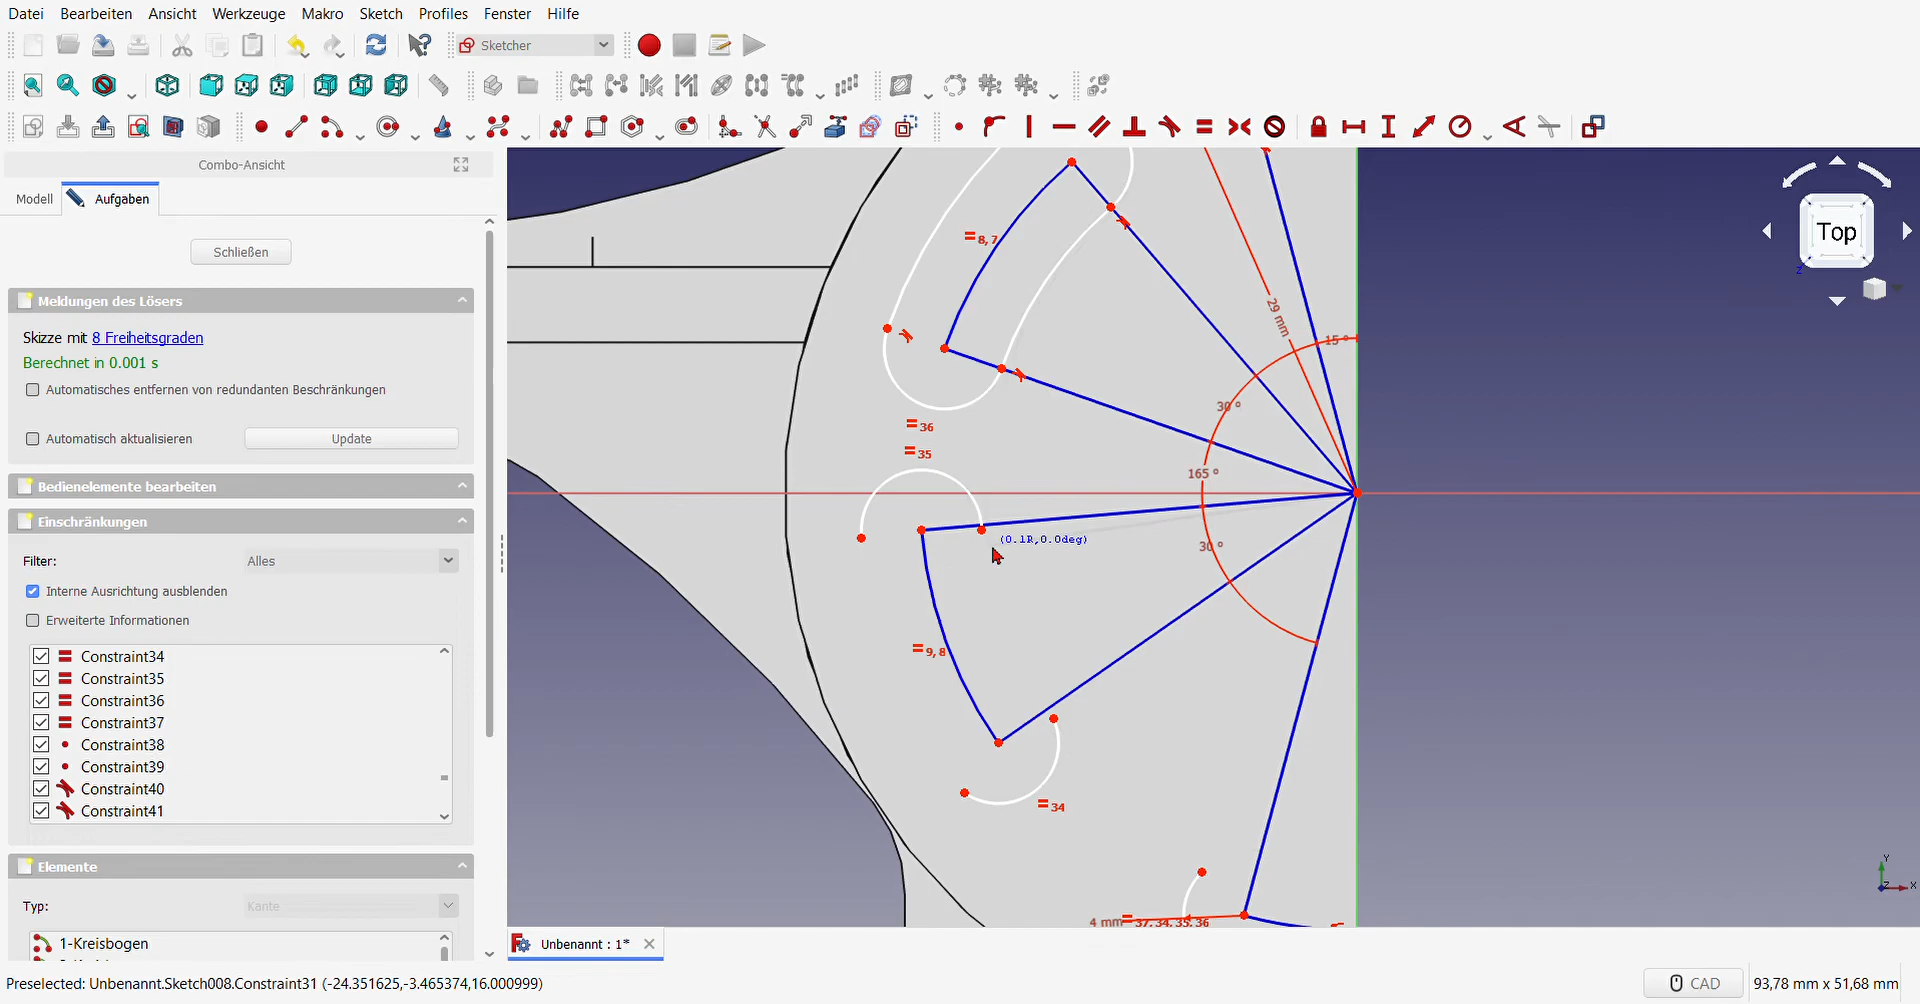 Datei Bearbeiten Ansicht Werkzeuge Makro Sketch Profiles Fenster Hilfe
Sketcher
Combo-Ansicht
Modell Aufgaben
Schließen
Meldungen des Lösers
Skizze mit 8 Freiheitsgraden
Berechnet in 0.001 s
Automatisches entfernen von redundanten Beschränkungen
Automatisch aktualisieren Update
Bedienelemente bearbeiten
Einschränkungen
Filter: Alles
Interne Ausrichtung ausblenden
Erweiterte Informationen
Constraint34
Constraint35
Constraint36
Constraint37
Constraint38
Constraint39
Constraint40
Constraint41
Elemente
Typ: Kante
1-Kreisbogen
8, 7
29 mm
15 °
30 °
36
35
165 °
(0.1R,0.0deg)
30 °
9, 8
34
4 mm 37, 34, 35, 36
Top
Z
Y
Z X
Unbenannt : 1*
Preselected: Unbenannt.Sketch008.Constraint31 (-24.351625,-3.465374,16.000999)
CAD 93,78 mm x 51,68 mm